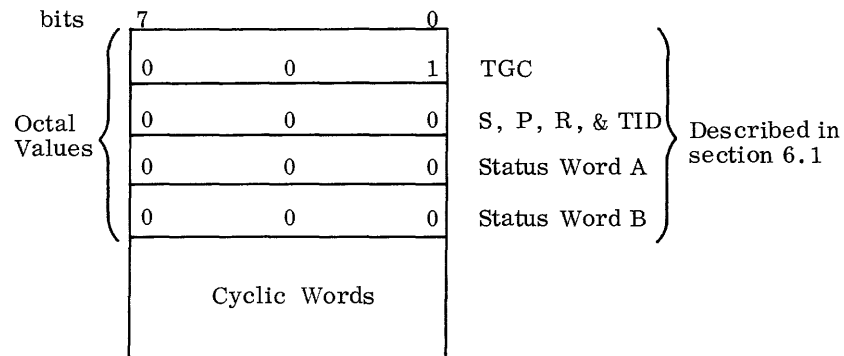 bits 7 0
0 0 1 TGC
Octal Values
0 0 0 S, P, R, & TID
Described in section 6.1
0 0 0 Status Word A
0 0 0 Status Word B
Cyclic Words